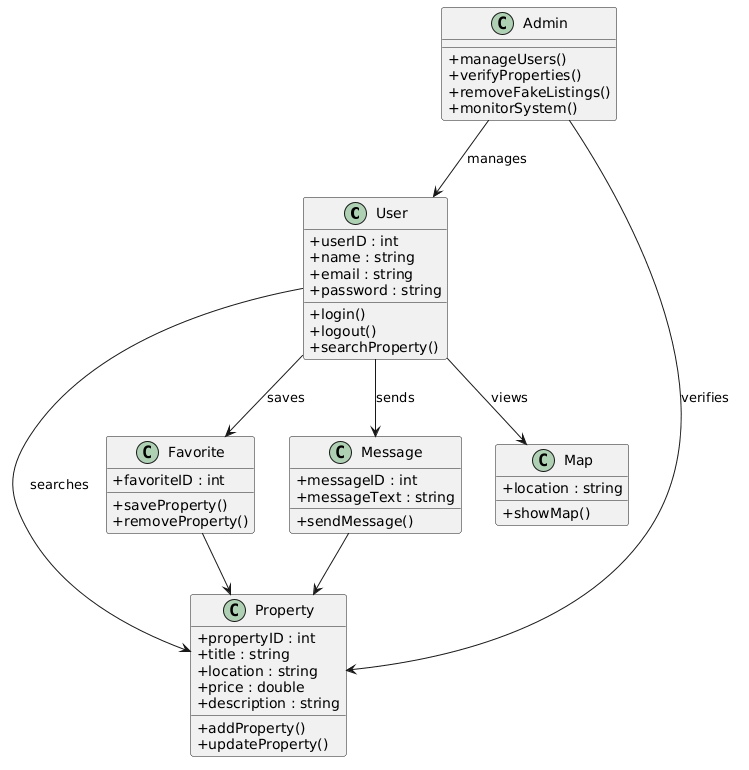 C Admin
+manageUsers()
+verifyProperties()
+removeFakeListings()
+monitorSystem()
manages
C User
+userID : int
+name : string
+email : string
+password : string
+login()
+logout()
+searchProperty()
saves
sends
views
verifies
searches
C Favorite
+favoriteID : int
+saveProperty()
+removeProperty()
C Message
+messageID : int
+messageText : string
+sendMessage()
C Map
+location : string
+showMap()
C Property
+propertyID : int
+title : string
+location : string
+price : double
+description : string
+addProperty()
+updateProperty()